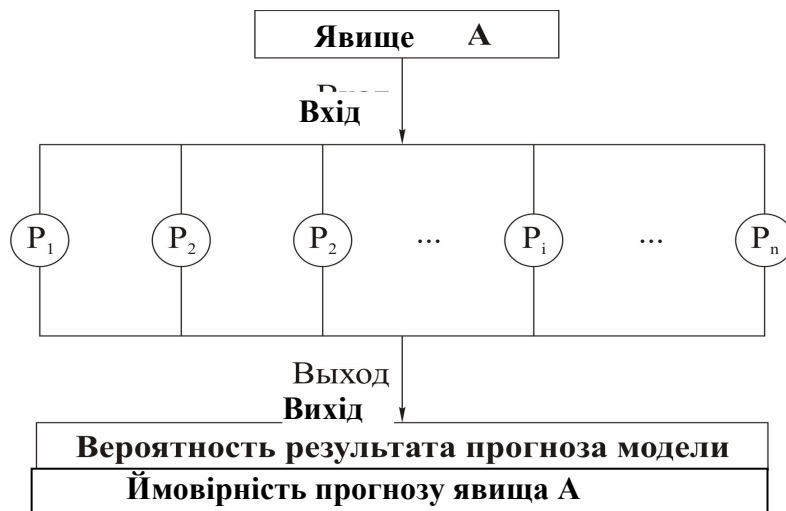 Явище А
Вхід
P1 P2 P2 ... Pi ... Pn
Выход
Вихід
Вероятность результата прогноза модели
Ймовірність прогнозу явища А